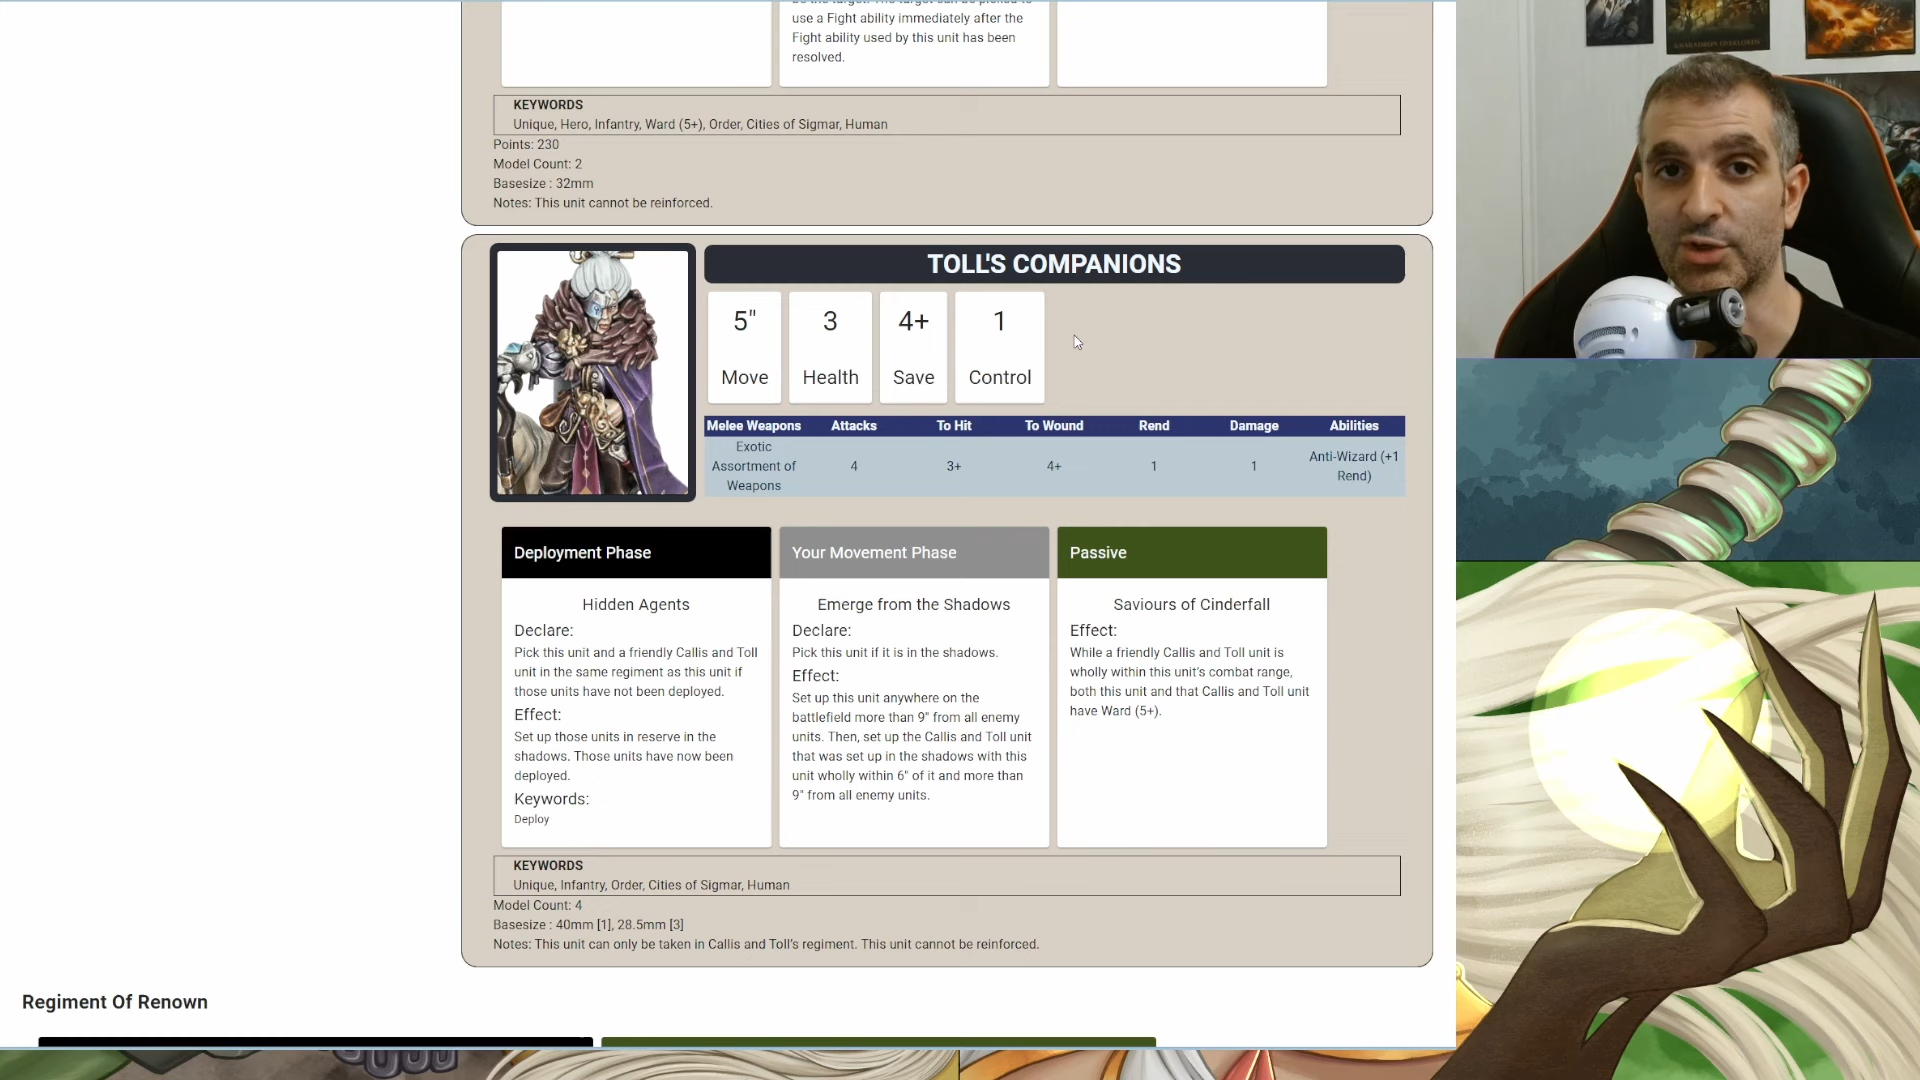 use a Fight ability immediately after the
Fight ability used by this unit has been
resolved.
KEYWORDS
Unique, Hero, Infantry, Ward (5+), Order, Cities of Sigmar, Human
Points: 230
Model Count: 2
Basesize : 32mm
Notes: This unit cannot be reinforced.
TOLL'S COMPANIONS
5" 3 4+ 1
Move Health Save Control
Melee Weapons Attacks To Hit To Wound Rend Damage Abilities
Exotic Assortment of Weapons 4 3+ 4+ 1 1 Anti-Wizard (+1 Rend)
Deployment Phase
Hidden Agents
Declare:
Pick this unit and a friendly Callis and Toll
unit in the same regiment as this unit if
those units have not been deployed.
Effect:
Set up those units in reserve in the
shadows. Those units have now been
deployed.
Keywords:
Deploy
Your Movement Phase
Emerge from the Shadows
Declare:
Pick this unit if it is in the shadows.
Effect:
Set up this unit anywhere on the
battlefield more than 9" from all enemy
units. Then, set up the Callis and Toll unit
that was set up in the shadows with this
unit wholly within 6" of it and more than
9" from all enemy units.
Passive
Saviours of Cinderfall
Effect:
While a friendly Callis and Toll unit is
wholly within this unit's combat range,
both this unit and that Callis and Toll unit
have Ward (5+).
KEYWORDS
Unique, Infantry, Order, Cities of Sigmar, Human
Model Count: 4
Basesize : 40mm [1], 28.5mm [3]
Notes: This unit can only be taken in Callis and Toll's regiment. This unit cannot be reinforced.
Regiment Of Renown